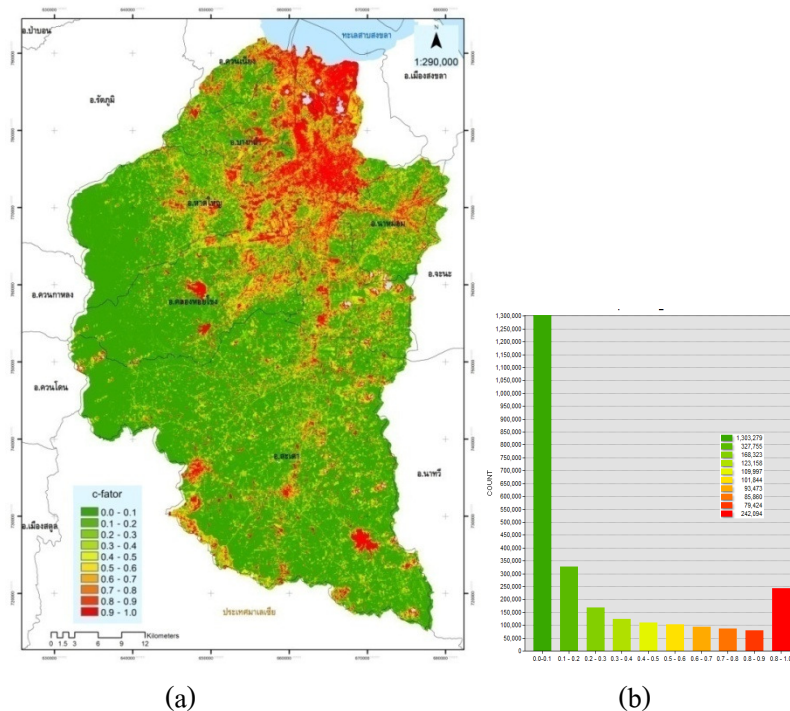 อ.ป่าบอน
ทะเลสาบสงขลา
N
1:290,000
อ.ควนเนียง
อ.เมืองสงขลา
อ.รัตภูมิ
อ.บางกล่ำ
อ.หาดใหญ่
อ.นาหม่อม
อ.จะนะ
อ.ควนกาหลง
อ.คลองหอยโข่ง
อ.ควนโดน
อ.สะเดา
อ.นาทวี
อ.เมืองสตูล
ประเทศมาเลเซีย
c-fator
0.0 - 0.1
0.1 - 0.2
0.2 - 0.3
0.3 - 0.4
0.4 - 0.5
0.5 - 0.6
0.6 - 0.7
0.7 - 0.8
0.8 - 0.9
0.9 - 1.0
0 1.5 3 6 9 12 Kilometers
(a)
1,300,000
1,250,000
1,200,000
1,150,000
1,100,000
1,050,000
1,000,000
950,000
900,000
850,000
800,000
750,000
700,000
650,000
600,000
550,000
500,000
450,000
400,000
350,000
300,000
250,000
200,000
150,000
100,000
50,000
0
COUNT
1,303,279
327,755
168,323
123,158
109,997
101,844
93,473
85,860
79,424
242,094
0.0-0.1 0.1 - 0.2 0.2 - 0.3 0.3 - 0.4 0.4 - 0.5 0.5 - 0.6 0.6 - 0.7 0.7 - 0.8 0.8 - 0.9 0.8 - 1.0
(b)